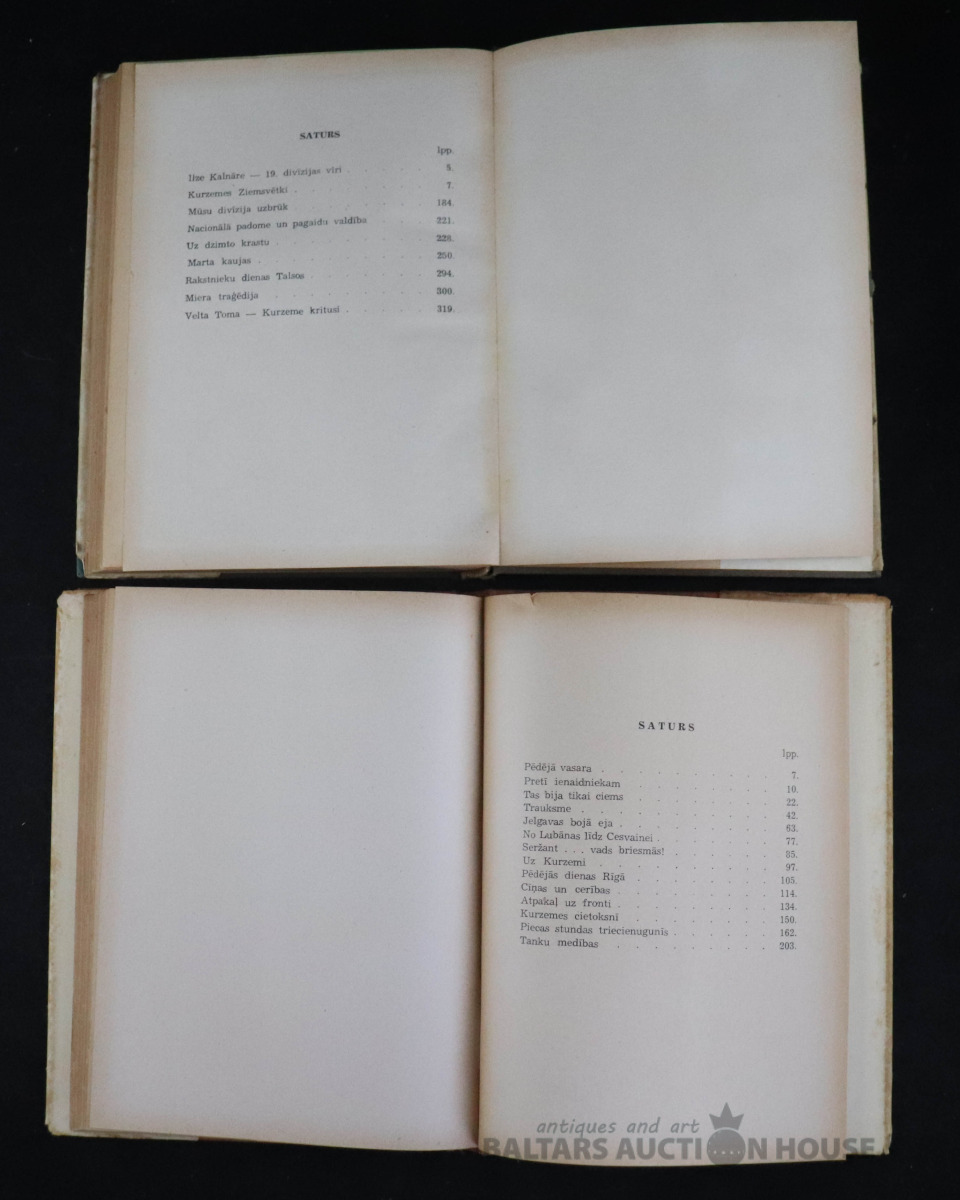 SATURS
lpp.
Ilze Kalnāre — 19. divīzijas vīri . . . . . 5.
Kurzemes Ziemsvētki . . . . . . 7.
Mūsu divīzija uzbrūk . . . . . . 184.
Nacionālā padome un pagaidu valdība . . . . 221.
Uz dzimto krastu . . . . . . . 228.
Marta kaujas . . . . . . . . 250.
Rakstnieku dienas Talsos . . . . . . 294.
Miera traģēdija . . . . . . . . 300.
Velta Toma — Kurzeme kritusi . . . . . 319.
SATURS
lpp.
Pēdējā vasara . . . . . . . . . 7.
Pretī ienaidniekam . . . . . . . . 10.
Tas bija tikai ciems . . . . . . . . 22.
Trauksme . . . . . . . . . . 42.
Jelgavas bojā eja . . . . . . . . 63.
No Lubānas līdz Cesvainei . . . . . . . 77.
Seržant . . . vads briesmās! . . . . . . 85.
Uz Kurzemi . . . . . . . . . 97.
Pēdējās dienas Rīgā . . . . . . . . 105.
Cīņas un cerības . . . . . . . . . 114.
Atpakaļ uz fronti . . . . . . . . . 134.
Kurzemes cietoksnī . . . . . . . . 150.
Piecas stundas triecienugunīs . . . . . . 162.
Tanku medības . . . . . . . . 203.
antiques and art
BALTARS AUCTION HOUSE